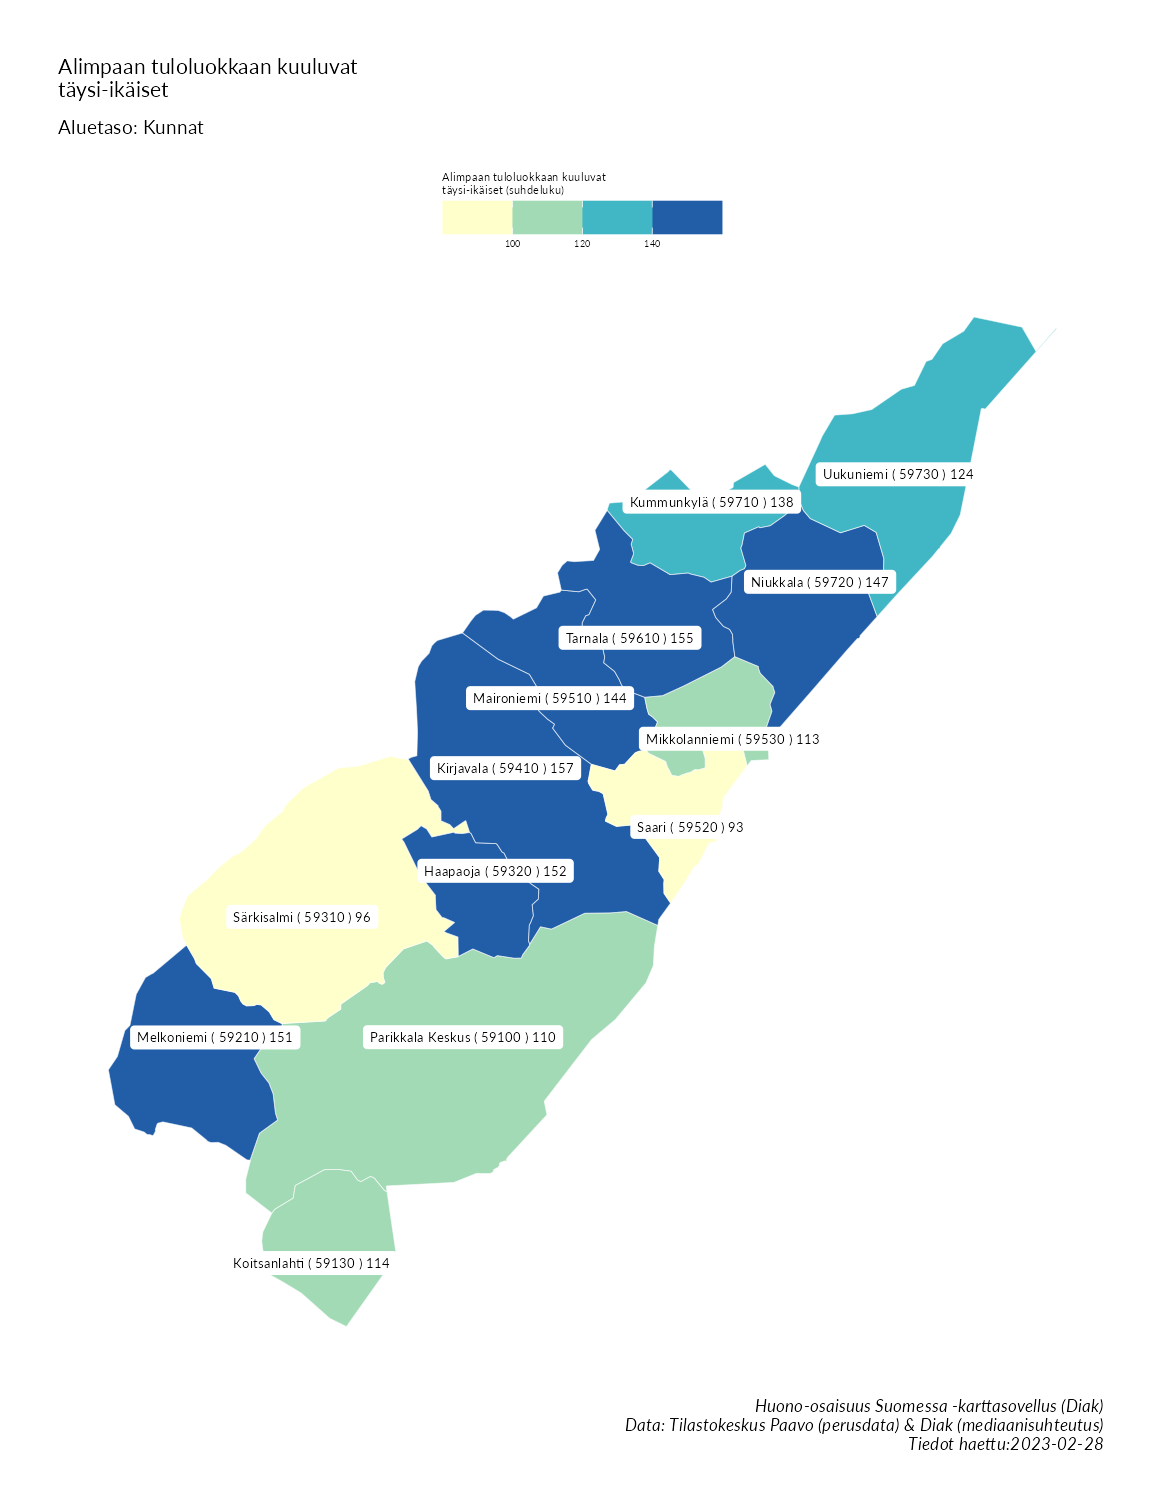 Alimpaan tuloluokkaan kuuluvat
täysi-ikäiset
Aluetaso: Kunnat
Alimpaan tuloluokkaan kuuluvat
täysi-ikäiset (suhdeluku)
100 120 140
Uukuniemi ( 59730 ) 124
Kummunkylä ( 59710 ) 138
Niukkala ( 59720 ) 147
Tarnala ( 59610 ) 155
Maironiemi ( 59510 ) 144
Mikkolanniemi ( 59530 ) 113
Kirjavala ( 59410 ) 157
Saari ( 59520 ) 93
Haapaoja ( 59320 ) 152
Särkisalmi ( 59310 ) 96
Melkoniemi ( 59210 ) 151
Parikkala Keskus ( 59100 ) 110
Koitsanlahti ( 59130 ) 114
Huono-osaisuus Suomessa -karttasovellus (Diak)
Data: Tilastokeskus Paavo (perusdata) & Diak (mediaanisuhteutus)
Tiedot haettu:2023-02-28